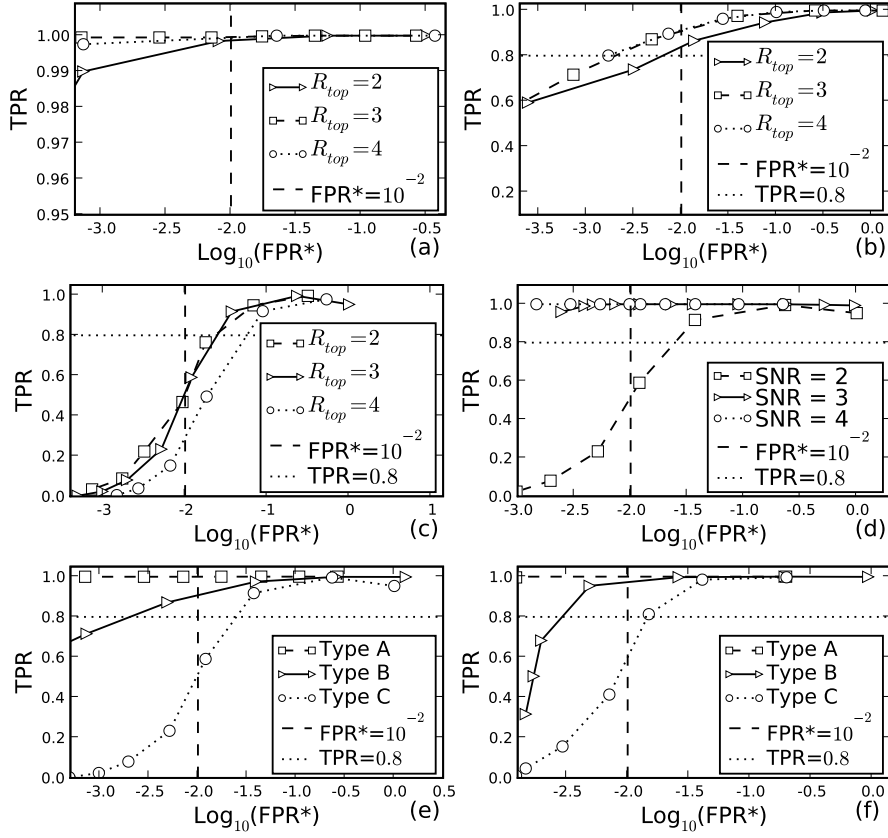 1.00
0.99
0.98
0.97
0.96
0.95
TPR
R_top=2
R_top=3
R_top=4
FPR*=10^-2
-3.0 -2.5 -2.0 -1.5 -1.0 -0.5
Log10(FPR*)
(a)
1.0
0.8
0.6
0.4
0.2
TPR
R_top=2
R_top=3
R_top=4
FPR*=10^-2
TPR=0.8
-3.5 -3.0 -2.5 -2.0 -1.5 -1.0 -0.5 0.0
Log10(FPR*)
(b)
1.0
0.8
0.6
0.4
0.2
0.0
TPR
R_top=2
R_top=3
R_top=4
FPR*=10^-2
TPR=0.8
-3 -2 -1 0 1
Log10(FPR*)
(c)
1.0
0.8
0.6
0.4
0.2
0.0
TPR
SNR = 2
SNR = 3
SNR = 4
FPR*=10^-2
TPR=0.8
-3.0 -2.5 -2.0 -1.5 -1.0 -0.5 0.0
Log10(FPR*)
(d)
1.0
0.8
0.6
0.4
0.2
0.0
TPR
Type A
Type B
Type C
FPR*=10^-2
TPR=0.8
-3.0 -2.5 -2.0 -1.5 -1.0 -0.5 0.0 0.5
Log10(FPR*)
(e)
1.0
0.8
0.6
0.4
0.2
0.0
TPR
Type A
Type B
Type C
FPR*=10^-2
TPR=0.8
-2.5 -2.0 -1.5 -1.0 -0.5 0.0
Log10(FPR*)
(f)